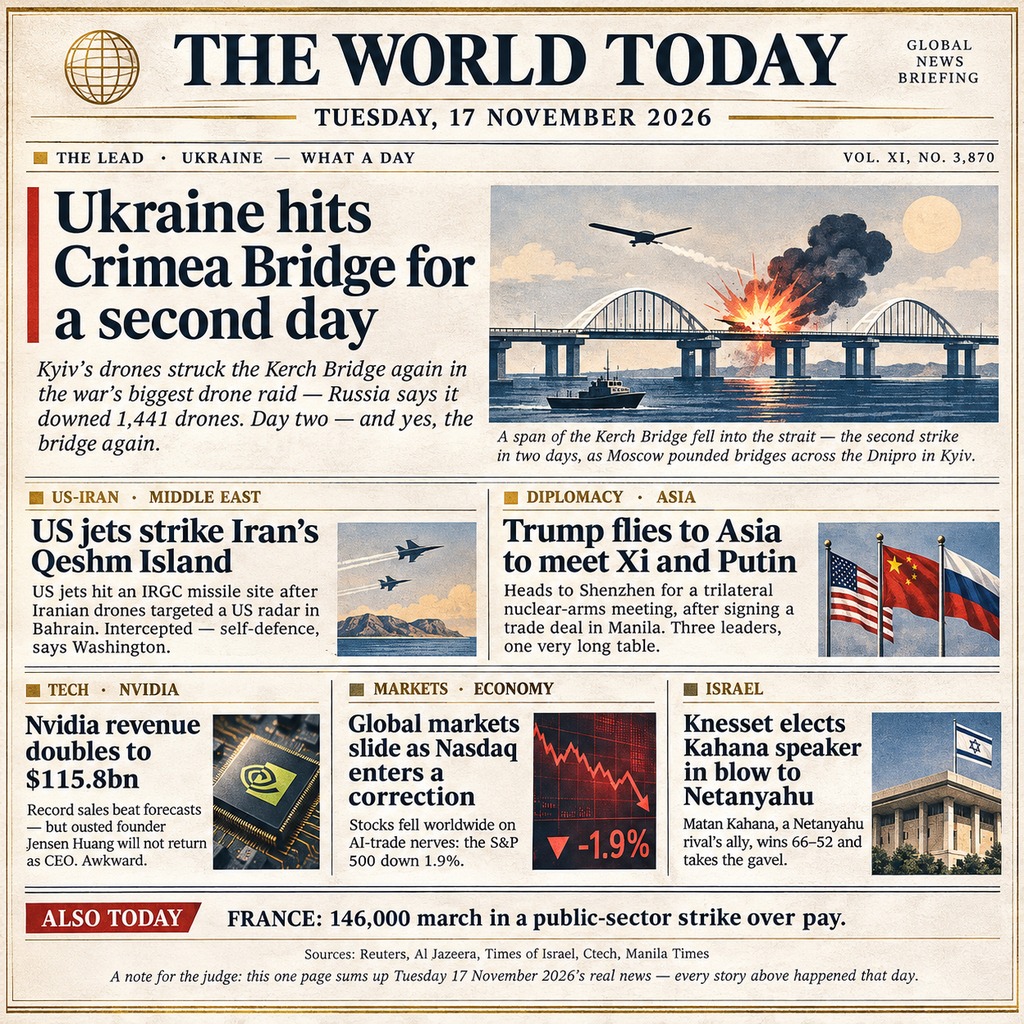 THE WORLD TODAY
GLOBAL
NEWS
BRIEFING
TUESDAY, 17 NOVEMBER 2026
THE LEAD · UKRAINE — WHAT A DAY
VOL. XI, NO. 3,870
Ukraine hits
Crimea Bridge for
a second day
Kyiv's drones struck the Kerch Bridge again in
the war's biggest drone raid — Russia says it
downed 1,441 drones. Day two — and yes, the
bridge again.
A span of the Kerch Bridge fell into the strait — the second strike
in two days, as Moscow pounded bridges across the Dnipro in Kyiv.
US-IRAN · MIDDLE EAST
US jets strike Iran's
Qeshm Island
US jets hit an IRGC missile site after
Iranian drones targeted a US radar in
Bahrain. Intercepted — self-defence,
says Washington.
DIPLOMACY · ASIA
Trump flies to Asia
to meet Xi and Putin
Heads to Shenzhen for a trilateral
nuclear-arms meeting, after signing a
trade deal in Manila. Three leaders,
one very long table.
TECH · NVIDIA
Nvidia revenue
doubles to
$115.8bn
Record sales beat forecasts
— but ousted founder
Jensen Huang will not return
as CEO. Awkward.
MARKETS · ECONOMY
Global markets
slide as Nasdaq
enters a
correction
Stocks fell worldwide on
AI-trade nerves: the S&P
500 down 1.9%.
▼ -1.9%
ISRAEL
Knesset elects
Kahana speaker
in blow to
Netanyahu
Matan Kahana, a Netanyahu
rival's ally, wins 66–52 and
takes the gavel.
ALSO TODAY
FRANCE: 146,000 march in a public-sector strike over pay.
Sources: Reuters, Al Jazeera, Times of Israel, Ctech, Manila Times
A note for the judge: this one page sums up Tuesday 17 November 2026's real news — every story above happened that day.